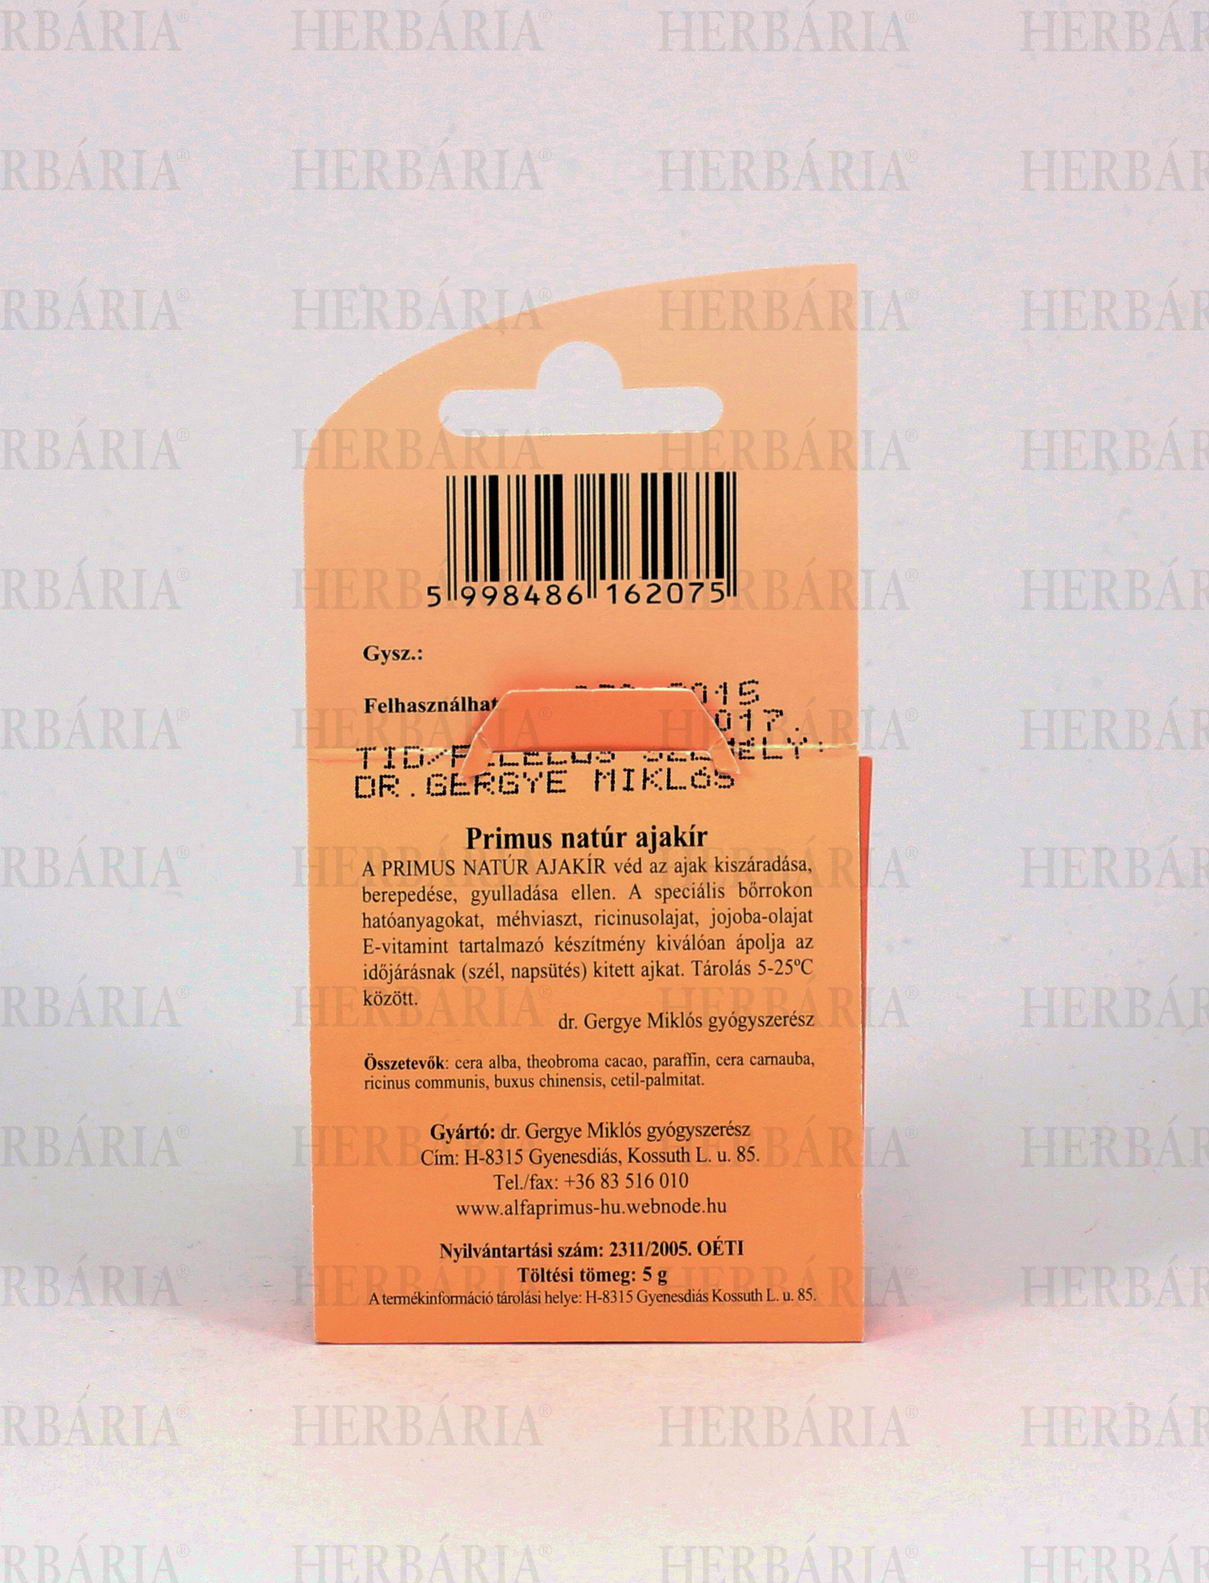 5 998486 162075
Gysz.:
2015
Felhasználhat
017.
DR.GERGYE MIKLÓS
Primus natúr ajakír
A PRIMUS NATÚR AJAKÍR véd az ajak kiszáradása,
berepedése, gyulladása ellen. A speciális bőrrokon
hatóanyagokat, méhviaszt, ricinusolajat, jojoba-olajat
E-vitamint tartalmazó készítmény kiválóan ápolja az
időjárásnak (szél, napsütés) kitett ajkat. Tárolás 5-25ºC
között.
dr. Gergye Miklós gyógyszerész
Összetevők: cera alba, theobroma cacao, paraffin, cera carnauba,
ricinus communis, buxus chinensis, cetil-palmitat.
Gyártó: dr. Gergye Miklós gyógyszerész
Cím: H-8315 Gyenesdiás, Kossuth L. u. 85.
Tel./fax: +36 83 516 010
www.alfaprimus-hu.webnode.hu
Nyilvántartási szám: 2311/2005. OÉTI
Töltési tömeg: 5 g
A termékinformáció tárolási helye: H-8315 Gyenesdiás Kossuth L. u. 85.
HERBÁRIA®